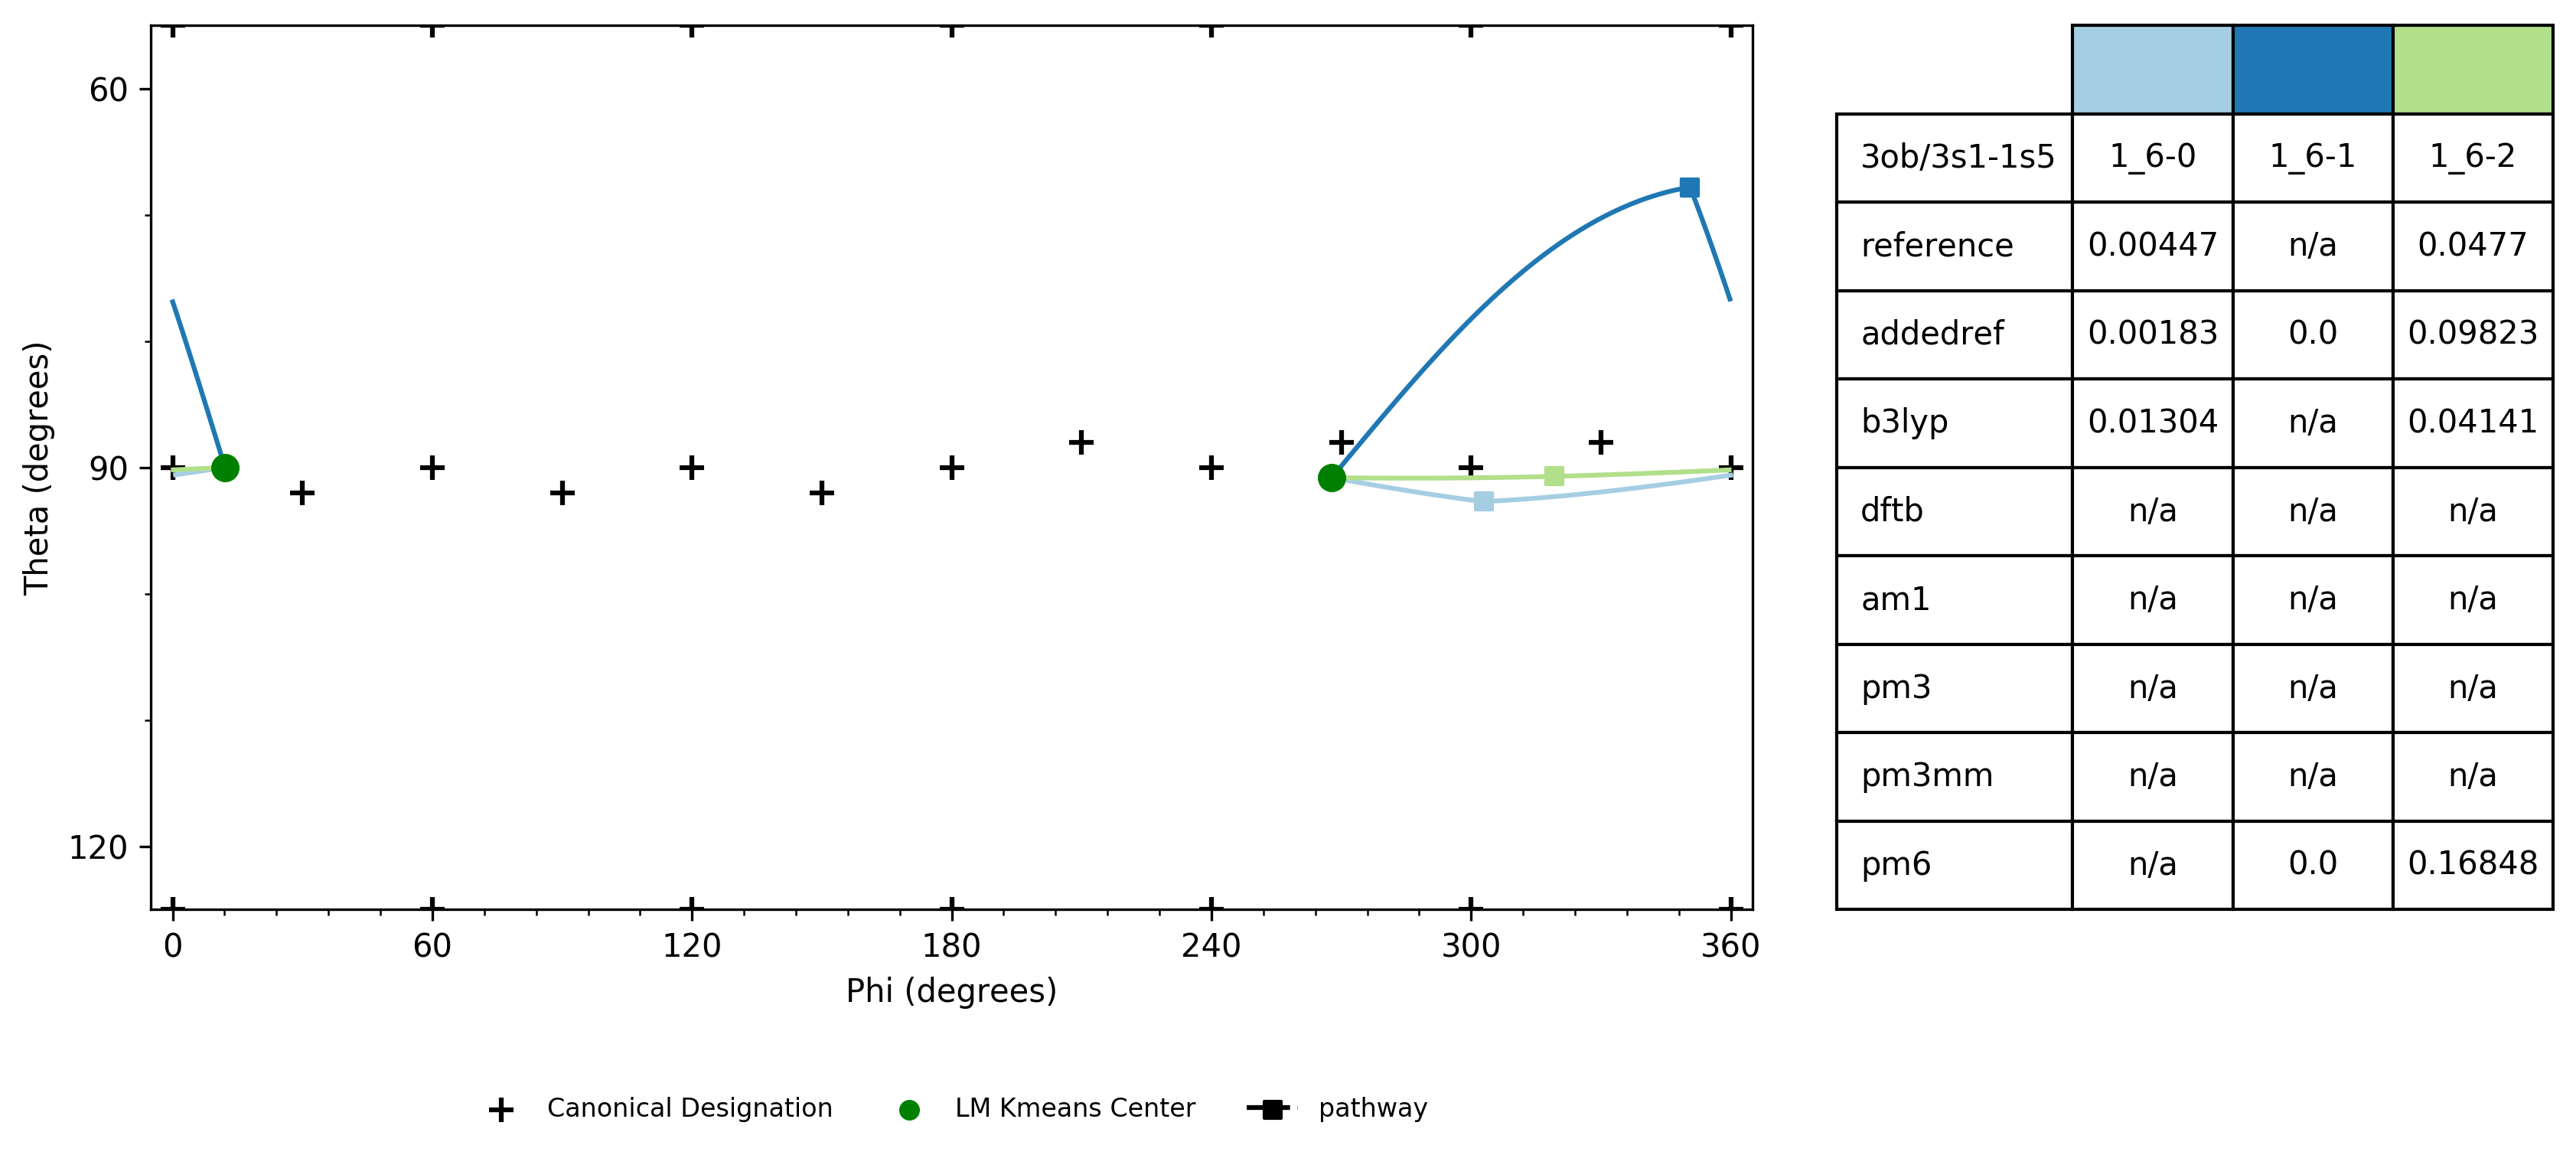 60
90
120
Theta (degrees)
0 60 120 180 240 300 360
Phi (degrees)
Canonical Designation LM Kmeans Center pathway
3ob/3s1-1s5 1_6-0 1_6-1 1_6-2
reference 0.00447 n/a 0.0477
addedref 0.00183 0.0 0.09823
b3lyp 0.01304 n/a 0.04141
dftb n/a n/a n/a
am1 n/a n/a n/a
pm3 n/a n/a n/a
pm3mm n/a n/a n/a
pm6 n/a 0.0 0.16848